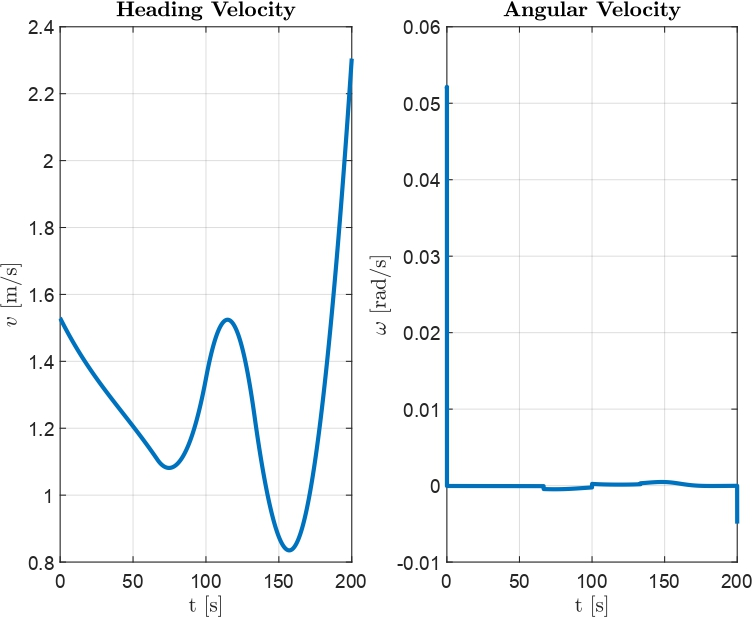 Heading Velocity
2.4
2.2
2
1.8
1.6
1.4
1.2
1
0.8
v [m/s]
0 50 100 150 200
t [s]
Angular Velocity
0.06
0.05
0.04
0.03
0.02
0.01
0
-0.01
ω [rad/s]
0 50 100 150 200
t [s]